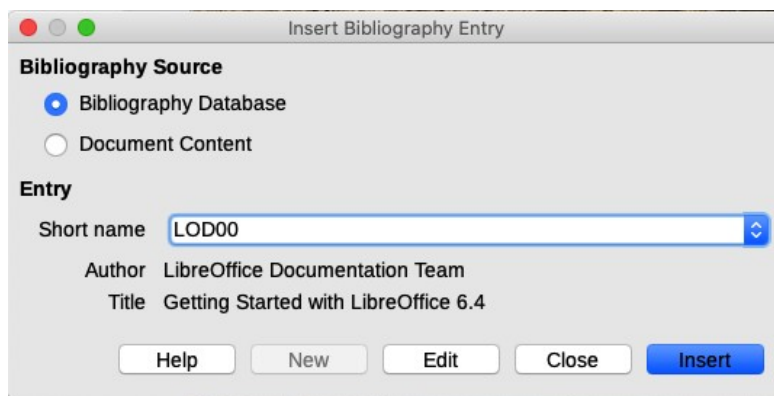 Insert Bibliography Entry
Bibliography Source
Bibliography Database
Document Content
Entry
Short name LOD00
Author LibreOffice Documentation Team
Title Getting Started with LibreOffice 6.4
Help New Edit Close Insert